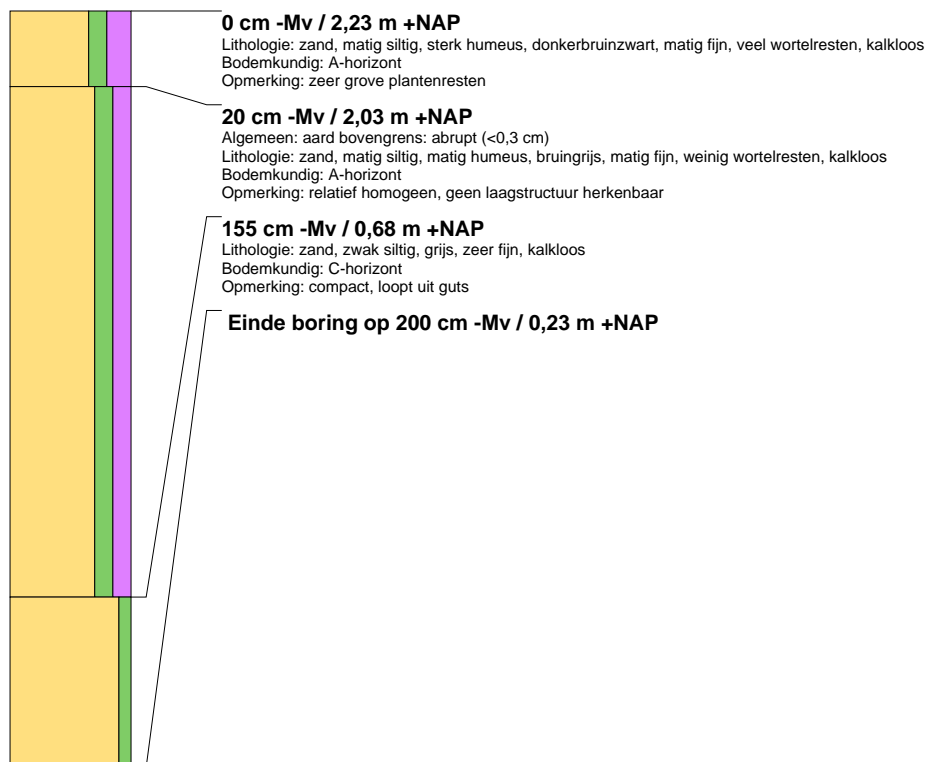 0 cm -Mv / 2,23 m +NAP
Lithologie: zand, matig siltig, sterk humeus, donkerbruinzwart, matig fijn, veel wortelresten, kalkloos
Bodemkundig: A-horizont
Opmerking: zeer grove plantenresten
20 cm -Mv / 2,03 m +NAP
Algemeen: aard bovengrens: abrupt (<0,3 cm)
Lithologie: zand, matig siltig, matig humeus, bruingrijs, matig fijn, weinig wortelresten, kalkloos
Bodemkundig: A-horizont
Opmerking: relatief homogeen, geen laagstructuur herkenbaar
155 cm -Mv / 0,68 m +NAP
Lithologie: zand, zwak siltig, grijs, zeer fijn, kalkloos
Bodemkundig: C-horizont
Opmerking: compact, loopt uit guts
Einde boring op 200 cm -Mv / 0,23 m +NAP